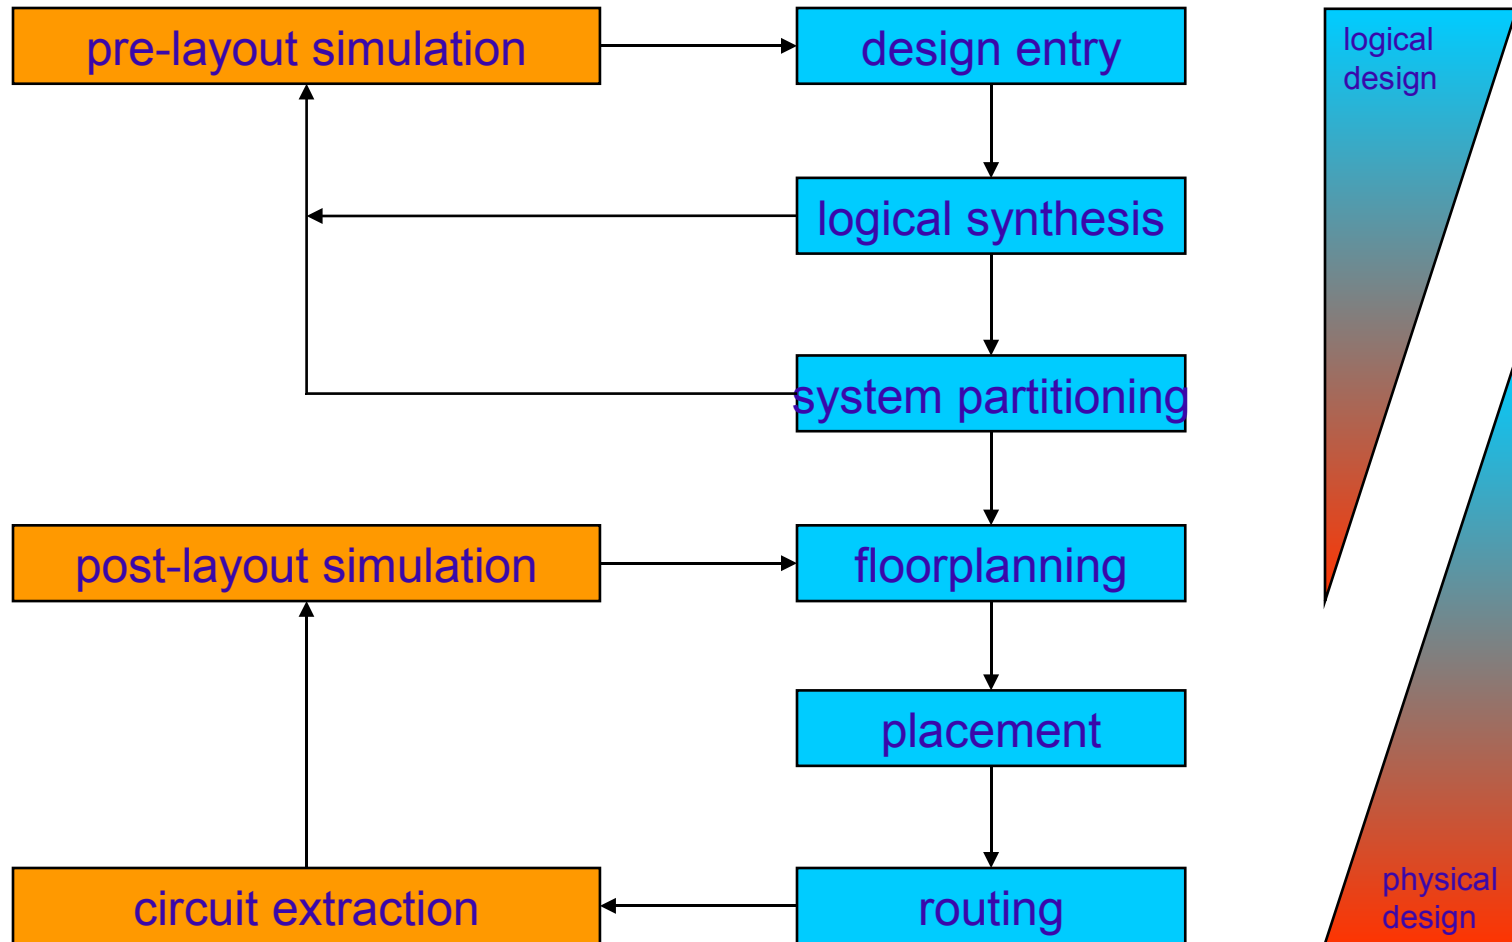 pre-layout simulation
design entry
logical
design
logical synthesis
system partitioning
post-layout simulation
floorplanning
placement
circuit extraction
routing
physical
design